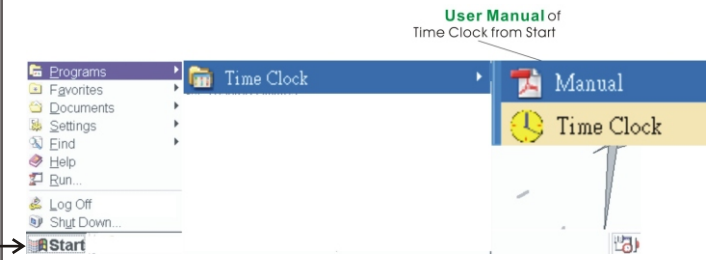 User Manual of
Time Clock from Start
Programs
Favorites
Documents
Settings
Find
Help
Run...
Log Off
Shut Down...
Start
Time Clock
Manual
Time Clock